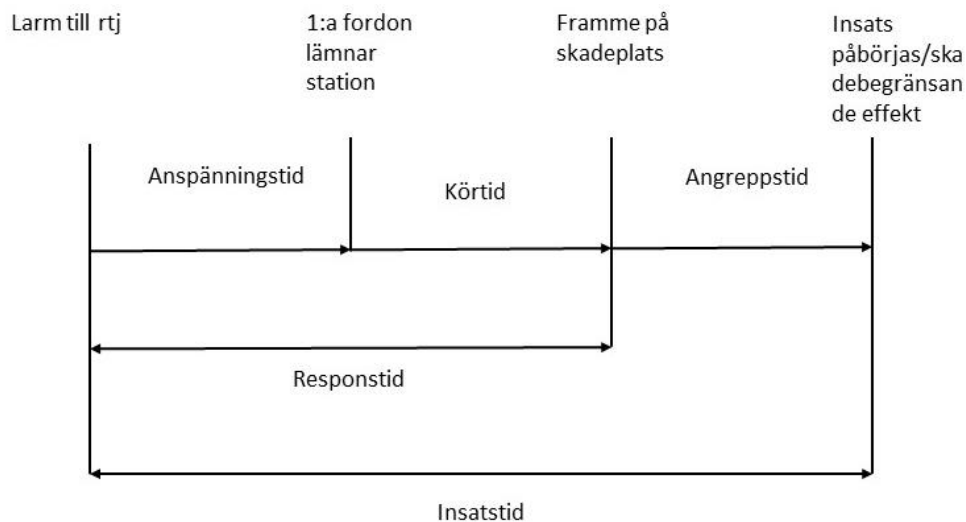 Larm till rtj
1:a fordon
lämnar
station
Framme på
skadeplats
Insats
påbörjas/ska
debegränsan
de effekt
Anspänningstid
Körtid
Angreppstid
Responstid
Insatstid